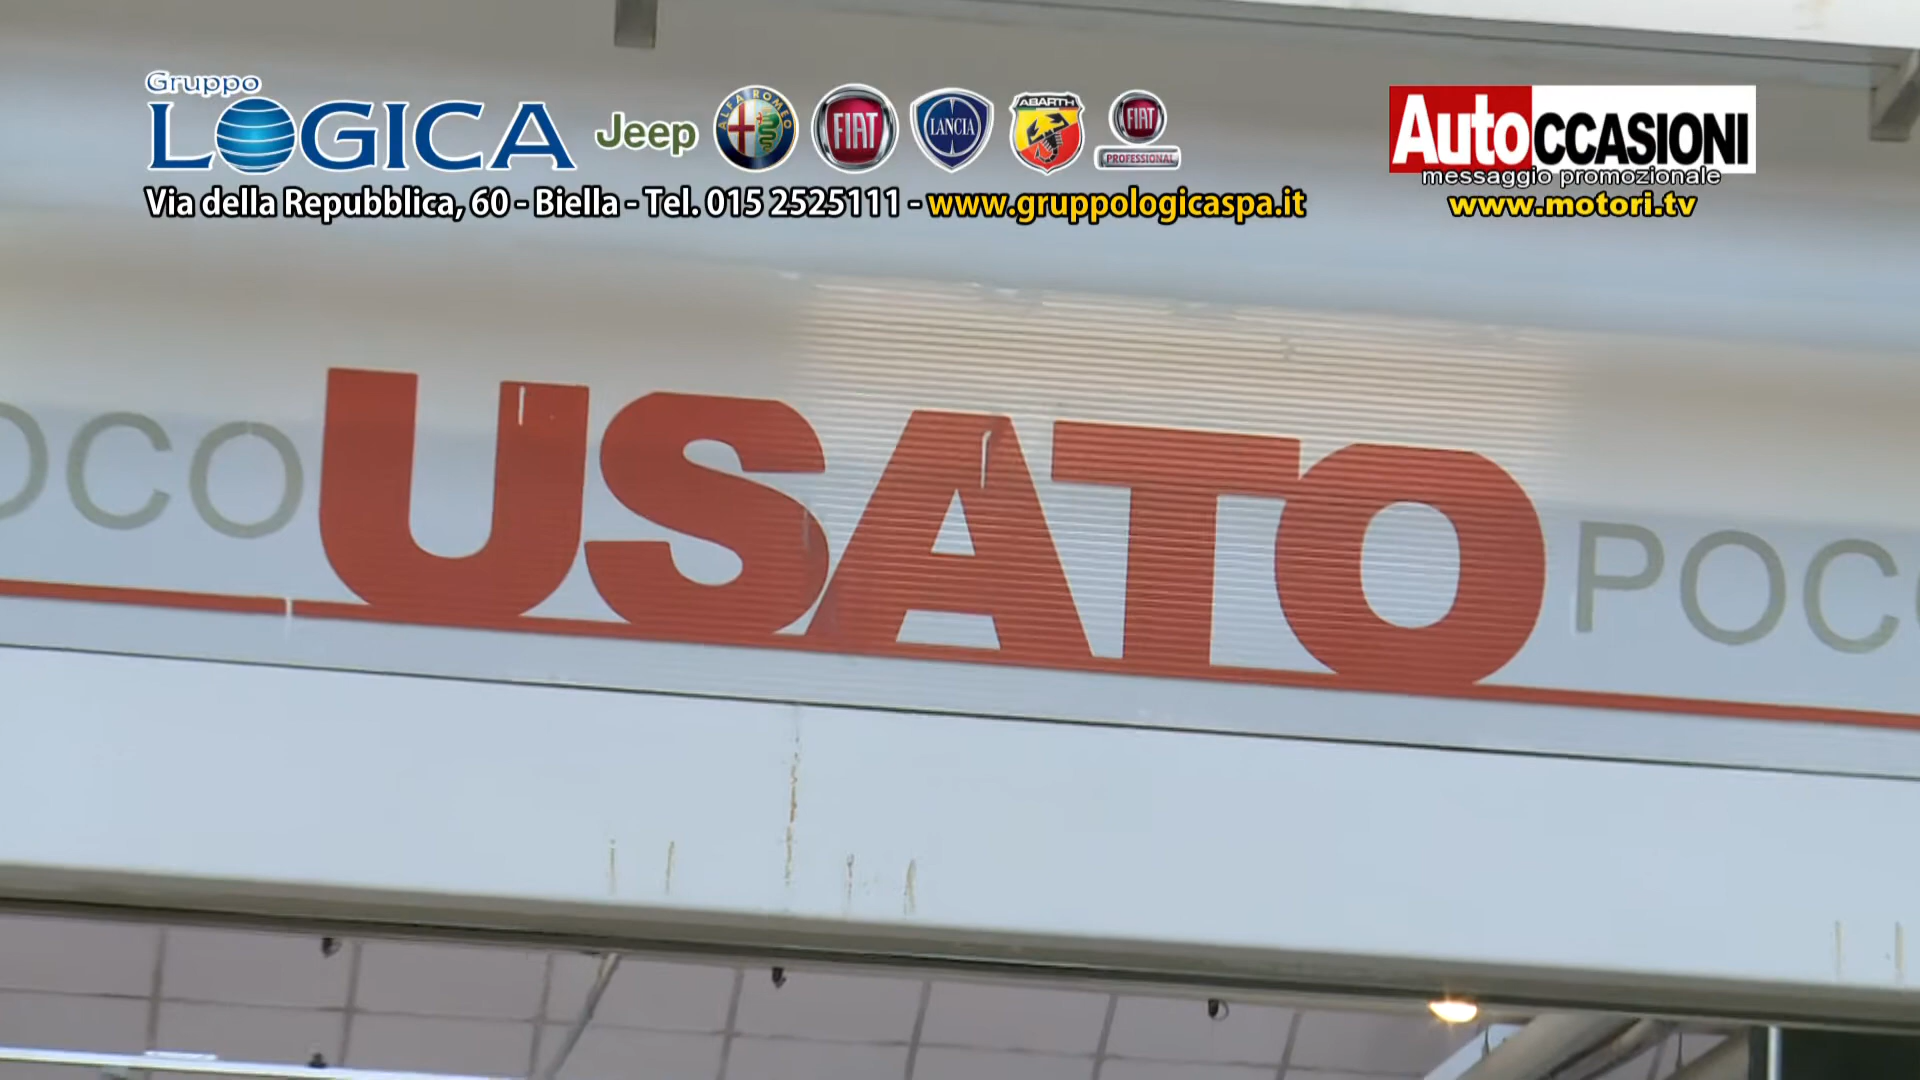 Gruppo
LOGICA Jeep ALFA ROMEO FIAT LANCIA ABARTH FIAT PROFESSIONAL
Via della Repubblica, 60 - Biella - Tel. 015 2525111 - www.gruppologicaspa.it
AutOCCASIONI
messaggio promozionale
www.motori.tv
OCO USATO POC